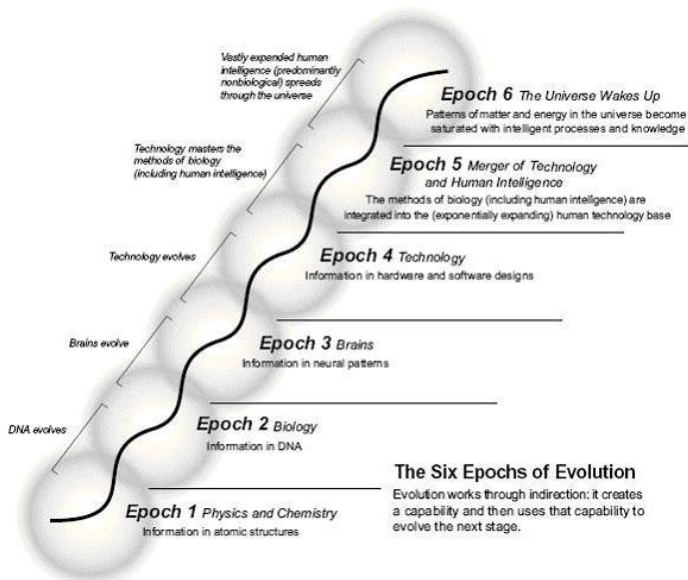 Vastly expanded human
intelligence (predominantly
nonbiological) spreads
through the universe
Epoch 6 The Universe Wakes Up
Patterns of matter and energy in the universe become
saturated with intelligent processes and knowledge
Technology masters the
methods of biology
(including human intelligence)
Epoch 5 Merger of Technology
and Human Intelligence
The methods of biology (including human intelligence) are
integrated into the (exponentially expanding) human technology base
Technology evolves
Epoch 4 Technology
Information in hardware and software designs
Brains evolve
Epoch 3 Brains
Information in neural patterns
DNA evolves
Epoch 2 Biology
Information in DNA
Epoch 1 Physics and Chemistry
Information in atomic structures
The Six Epochs of Evolution
Evolution works through indirection: it creates
a capability and then uses that capability to
evolve the next stage.